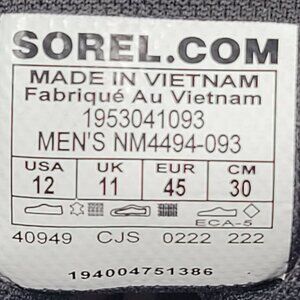 SOREL.COM
MADE IN VIETNAM
Fabriqué Au Vietnam
1953041093
MEN'S NM4494-093
USA UK EUR CM
12 11 45 30
ECA-5
40949 CJS 0222 222
194004751386